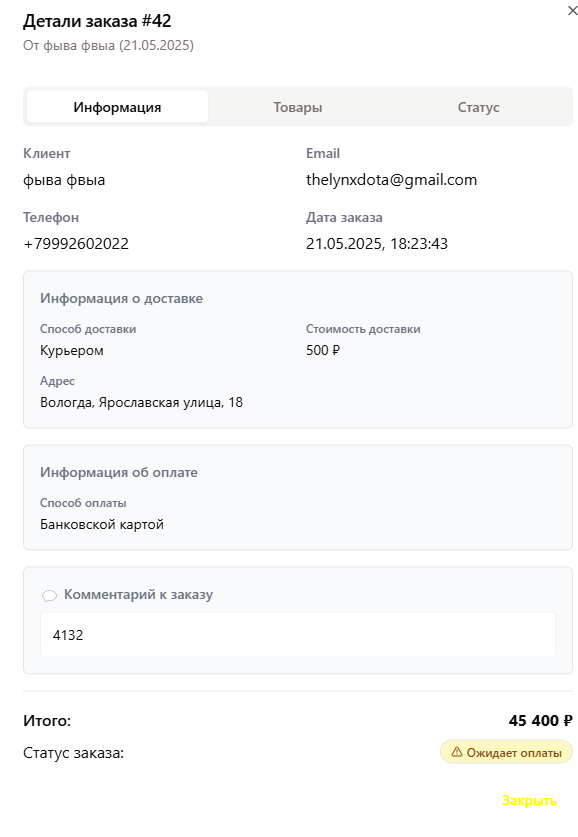 Детали заказа #42
От фыва фвыа (21.05.2025)
Информация Товары Статус
Клиент Email
фыва фвыа thelynxdota@gmail.com
Телефон Дата заказа
+79992602022 21.05.2025, 18:23:43
Информация о доставке
Способ доставки Стоимость доставки
Курьером 500 ₽
Адрес
Вологда, Ярославская улица, 18
Информация об оплате
Способ оплаты
Банковской картой
Комментарий к заказу
4132
Итого: 45 400 ₽
Статус заказа: Ожидает оплаты
Закрыть